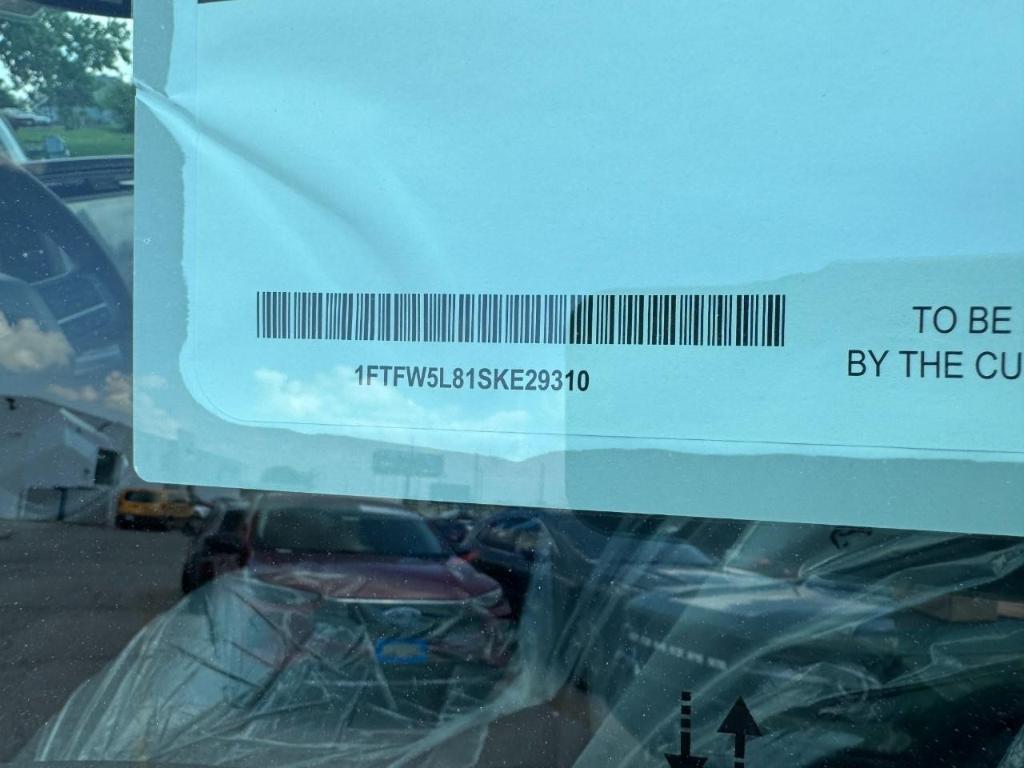 1FTFW5L81SKE29310
TO BE
BY THE CU